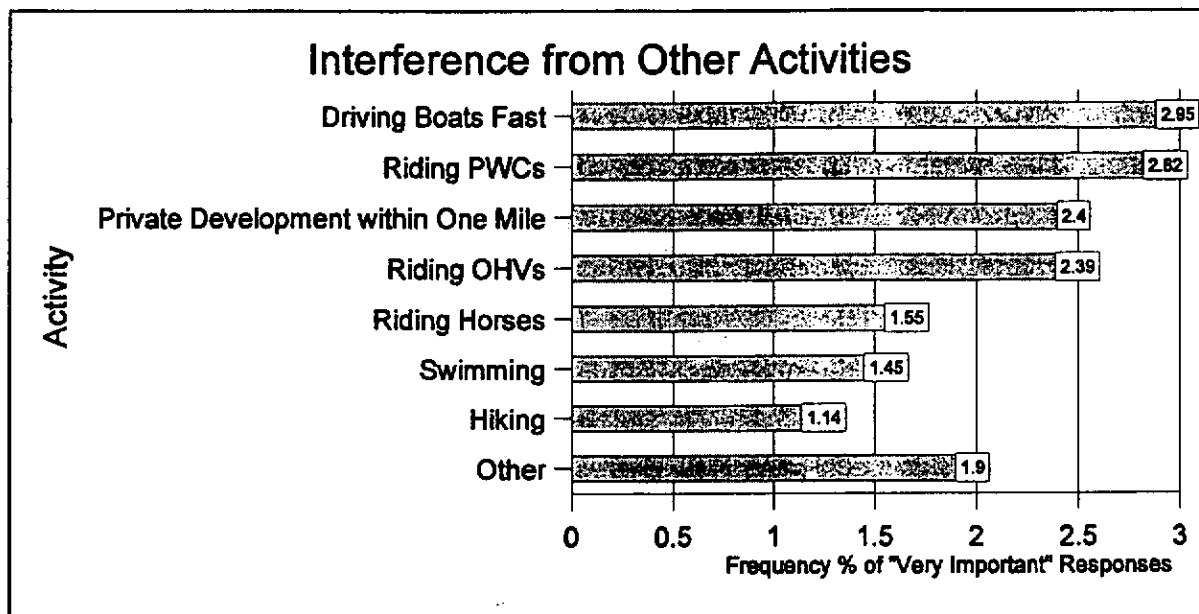 Interference from Other Activities
Driving Boats Fast 2.95
Riding PWCs 2.82
Private Development within One Mile 2.4
Riding OHVs 2.39
Riding Horses 1.55
Swimming 1.45
Hiking 1.14
Other 1.9
Activity
0 0.5 1 1.5 2 2.5 3
Frequency % of "Very Important" Responses